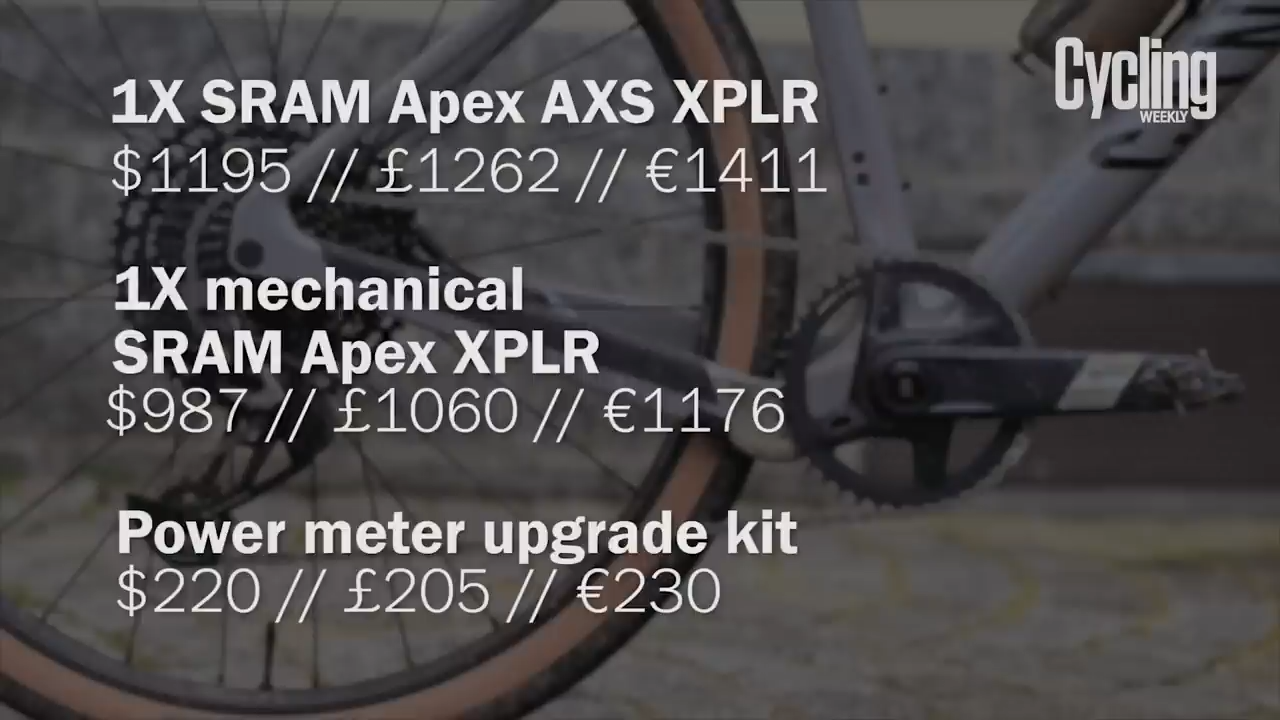 Cycling
WEEKLY
1X SRAM Apex AXS XPLR
$1195 // £1262 // €1411
1X mechanical
SRAM Apex XPLR
$987 // £1060 // €1176
Power meter upgrade kit
$220 // £205 // €230